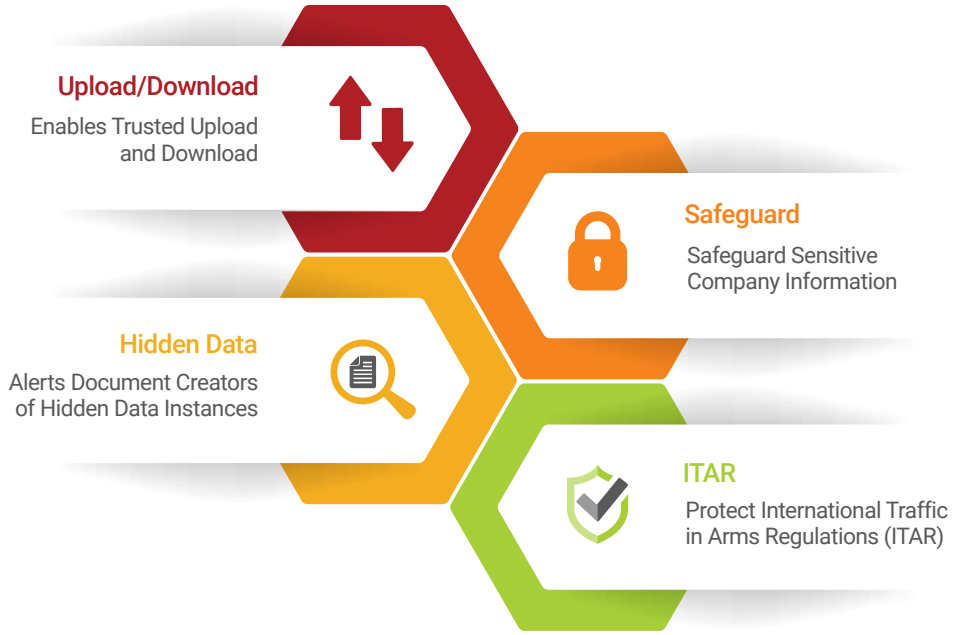 Upload/Download
Enables Trusted Upload
and Download
Safeguard
Safeguard Sensitive
Company Information
Hidden Data
Alerts Document Creators
of Hidden Data Instances
ITAR
Protect International Traffic
in Arms Regulations (ITAR)